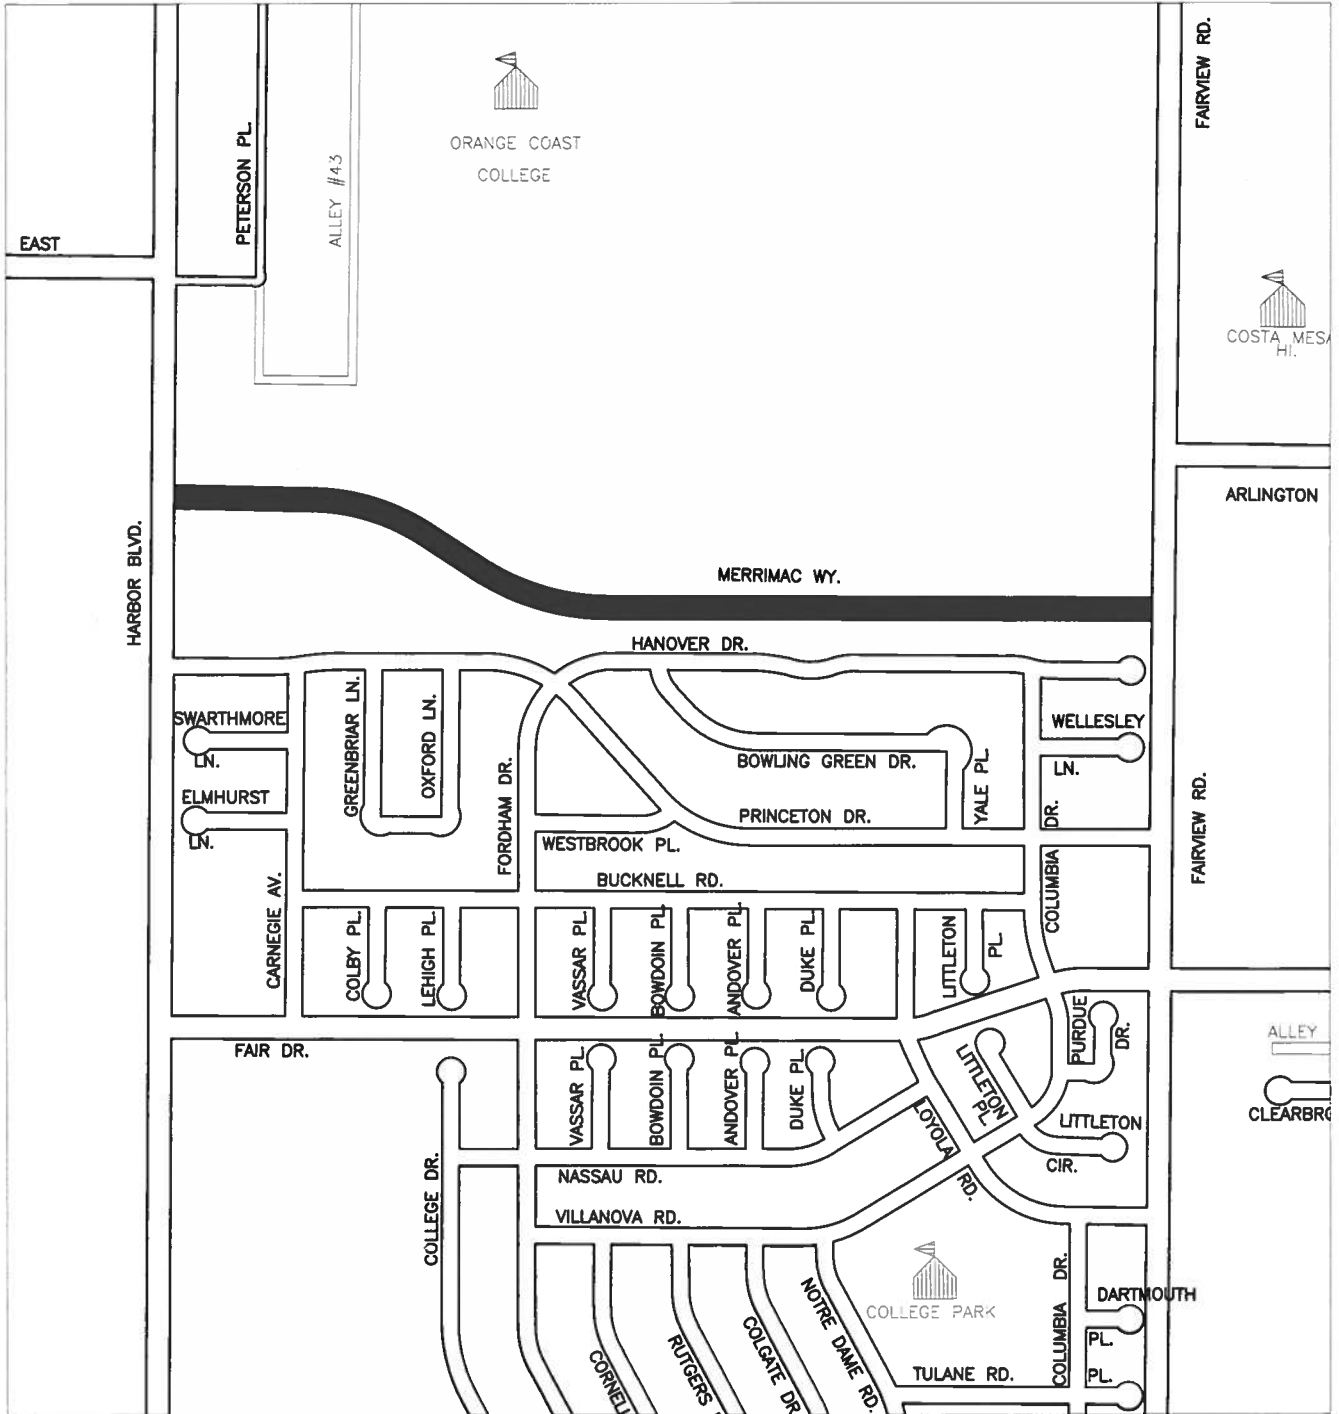 FAIRVIEW RD.
ORANGE COAST
COLLEGE
PETERSON PL.
ALLEY #43
EAST
COSTA MESA
HI.
ARLINGTON
HARBOR BLVD.
MERRIMAC WY.
HANOVER DR.
SWARTHMORE
LN.
GREENBRIAR LN.
OXFORD LN.
WELLESLEY
LN.
BOWLING GREEN DR.
YALE PL.
ELMHURST
LN.
FORDHAM DR.
PRINCETON DR.
COLUMBIA DR.
FAIRVIEW RD.
WESTBROOK PL.
BUCKNELL RD.
CARNEGIE AV.
COLBY PL.
LEHIGH PL.
VASSAR PL.
BOWDOIN PL.
ANDOVER PL.
DUKE PL.
LITTLETON
PL.
PURDUE
DR.
ALLEY
FAIR DR.
VASSAR PL.
BOWDOIN PL.
ANDOVER PL.
DUKE PL.
LITTLETON
PL.
CLEARBRO
LOYOLA
RD.
LITTLETON
CIR.
NASSAU RD.
VILLANOVA RD.
COLLEGE DR.
COLLEGE PARK
COLUMBIA DR.
DARTMOUTH
PL.
PL.
NOTRE DAME RD.
COLGATE DR
RUTGERS
CORNELL
TULANE RD.